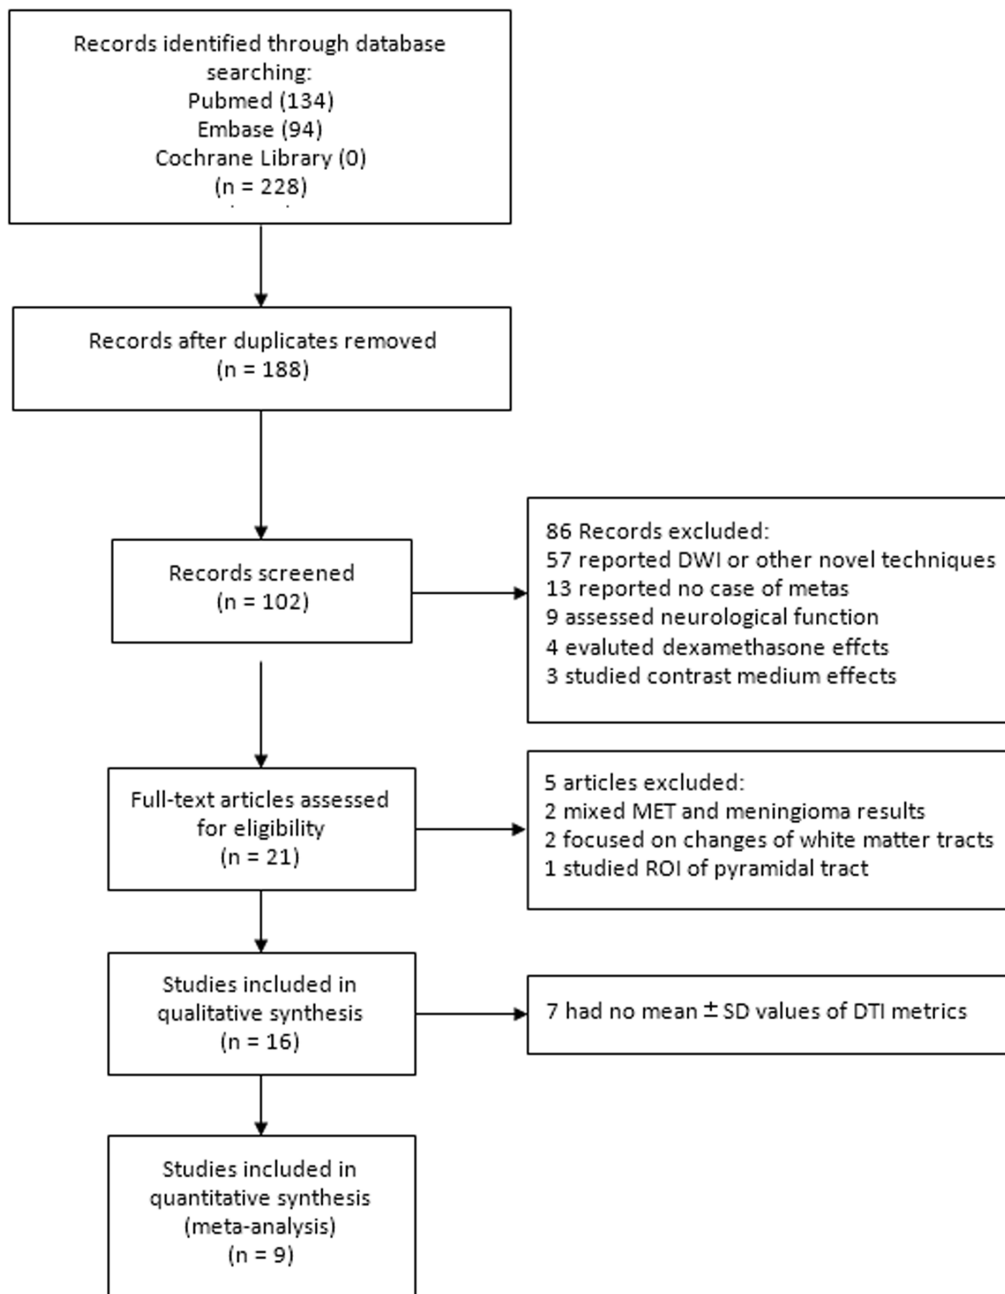 Records identified through database
searching:
Pubmed (134)
Embase (94)
Cochrane Library (0)
(n = 228)
Records after duplicates removed
(n = 188)
Records screened
(n = 102)
86 Records excluded:
57 reported DWI or other novel techniques
13 reported no case of metas
9 assessed neurological function
4 evaluted dexamethasone effcts
3 studied contrast medium effects
Full-text articles assessed
for eligibility
(n = 21)
5 articles excluded:
2 mixed MET and meningioma results
2 focused on changes of white matter tracts
1 studied ROI of pyramidal tract
Studies included in
qualitative synthesis
(n = 16)
7 had no mean ± SD values of DTI metrics
Studies included in
quantitative synthesis
(meta-analysis)
(n = 9)